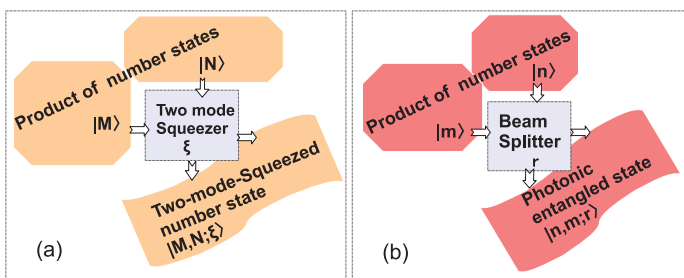 Product of number states
|N⟩
|M⟩
Two mode
Squeezer
ξ
Two-mode-Squeezed
number state
|M,N;ξ⟩
(a)
Product of number states
|n⟩
|m⟩
Beam
Splitter
r
Photonic
entangled state
|n,m;r⟩
(b)